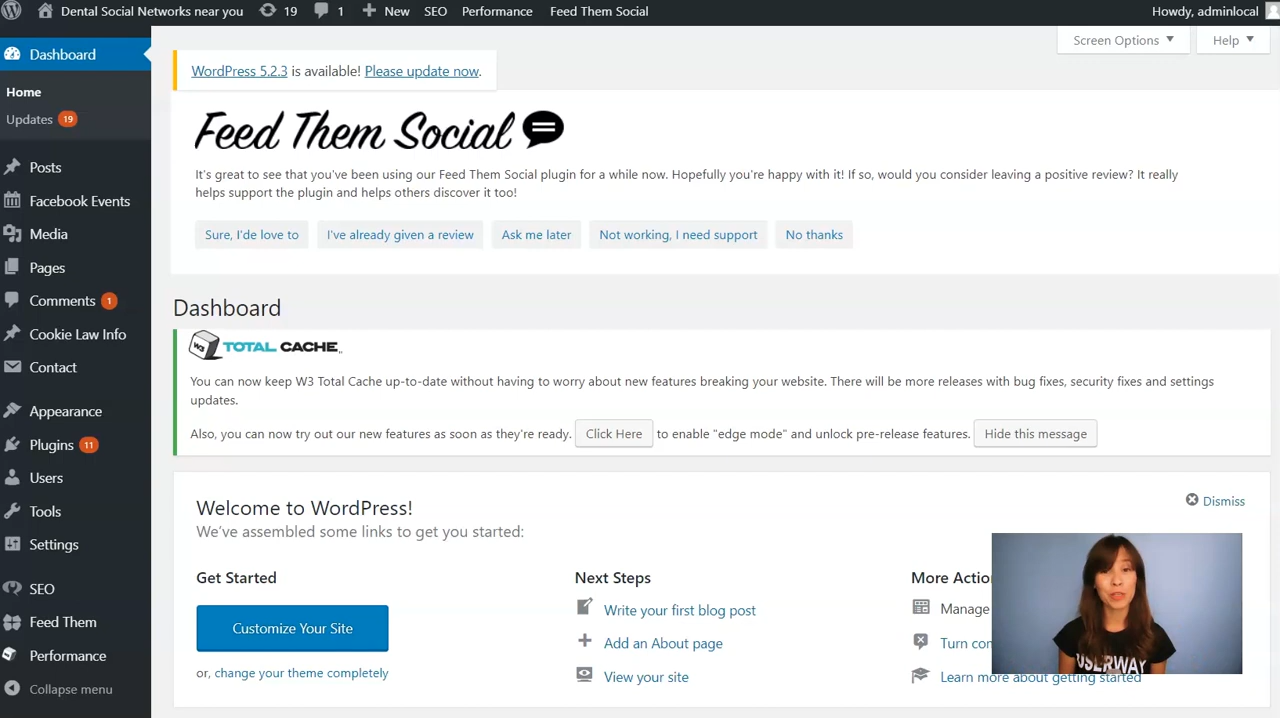 Dental Social Networks near you 19 1 New SEO Performance Feed Them Social Howdy, adminlocal
Screen Options Help
Dashboard
Home
Updates 19
Posts
Facebook Events
Media
Pages
Comments 1
Cookie Law Info
Contact
Appearance
Plugins 11
Users
Tools
Settings
SEO
Feed Them
Performance
Collapse menu
WordPress 5.2.3 is available! Please update now.
Feed Them Social
It's great to see that you've been using our Feed Them Social plugin for a while now. Hopefully you're happy with it! If so, would you consider leaving a positive review? It really
helps support the plugin and helps others discover it too!
Sure, I'de love to I've already given a review Ask me later Not working, I need support No thanks
Dashboard
W3 TOTAL CACHE
You can now keep W3 Total Cache up-to-date without having to worry about new features breaking your website. There will be more releases with bug fixes, security fixes and settings
updates.
Also, you can now try out our new features as soon as they're ready. Click Here to enable "edge mode" and unlock pre-release features. Hide this message
Welcome to WordPress!
Dismiss
We've assembled some links to get you started:
Get Started
Customize Your Site
or, change your theme completely
Next Steps
Write your first blog post
Add an About page
View your site
More Actio
Manage
Turn con
Learn more about getting started
USERWAY